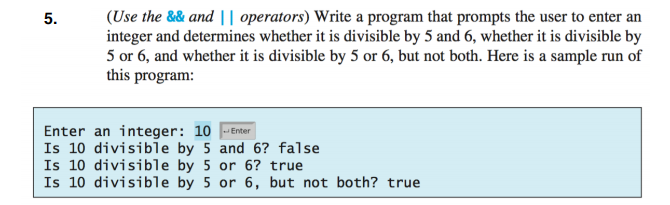 5. (Use the && and || operators) Write a program that prompts the user to enter an
integer and determines whether it is divisible by 5 and 6, whether it is divisible by
5 or 6, and whether it is divisible by 5 or 6, but not both. Here is a sample run of
this program:
Enter an integer: 10 ↵Enter
Is 10 divisible by 5 and 6? false
Is 10 divisible by 5 or 6? true
Is 10 divisible by 5 or 6, but not both? true